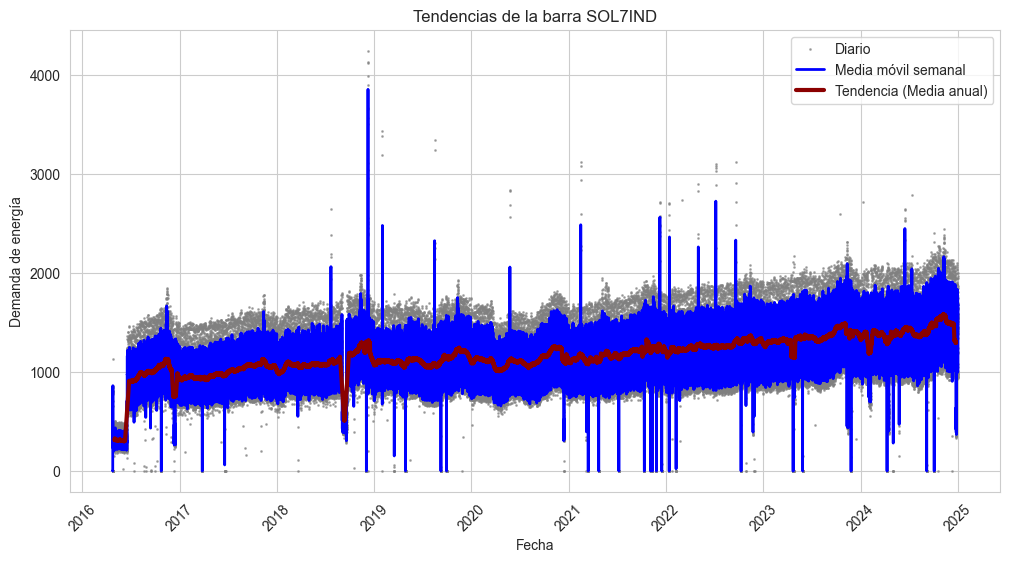 Tendencias de la barra SOL7IND
Diario
Media móvil semanal
Tendencia (Media anual)
Demanda de energía
4000
3000
2000
1000
0
2016
2017
2018
2019
2020
2021
2022
2023
2024
2025
Fecha